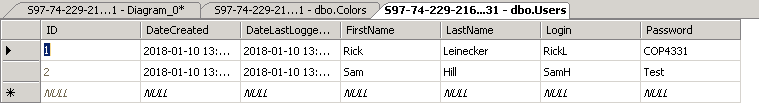 S97-74-229-21...1 - Diagram_0* S97-74-229-21...1 - dbo.Colors S97-74-229-216...31 - dbo.Users
ID DateCreated DateLastLogge... FirstName LastName Login Password
1 2018-01-10 13:... 2018-01-10 13:... Rick Leinecker RickL COP4331
2 2018-01-10 13:... 2018-01-10 13:... Sam Hill SamH Test
NULL NULL NULL NULL NULL NULL NULL